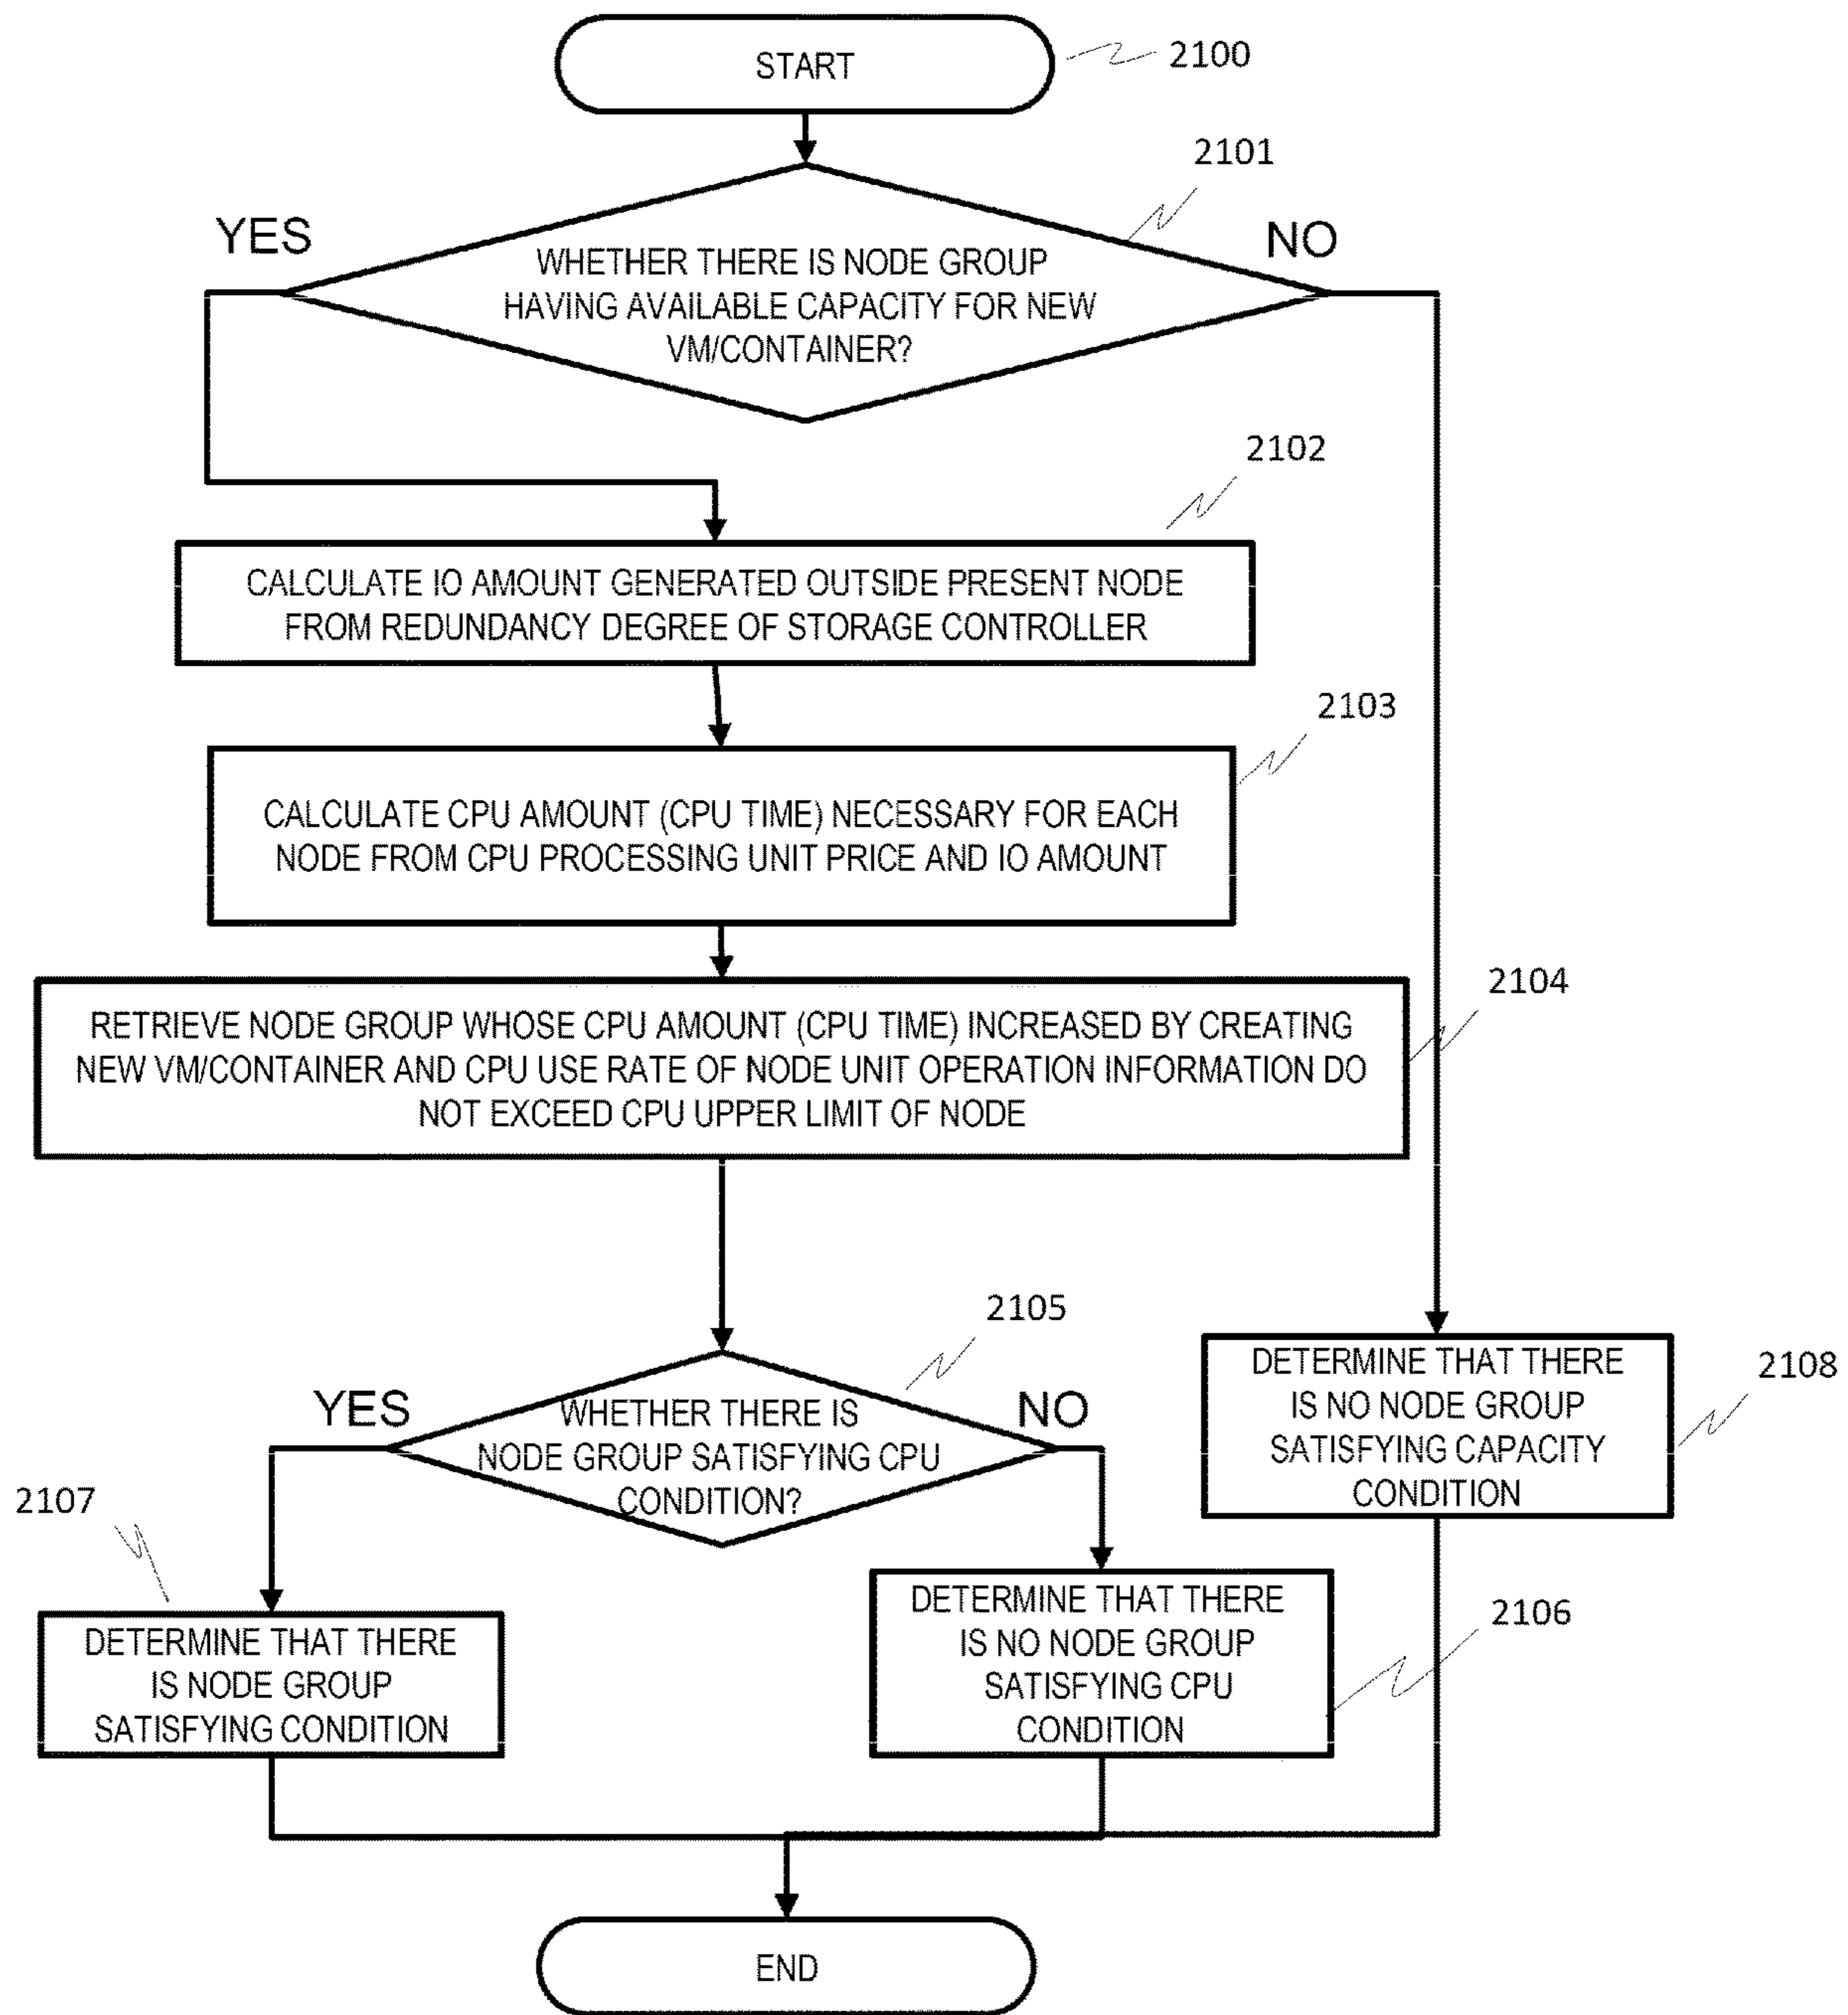 START
2100
2101
YES
NO
WHETHER THERE IS NODE GROUP
HAVING AVAILABLE CAPACITY FOR NEW
VM/CONTAINER?
2102
CALCULATE IO AMOUNT GENERATED OUTSIDE PRESENT NODE
FROM REDUNDANCY DEGREE OF STORAGE CONTROLLER
2103
CALCULATE CPU AMOUNT (CPU TIME) NECESSARY FOR EACH
NODE FROM CPU PROCESSING UNIT PRICE AND IO AMOUNT
2104
RETRIEVE NODE GROUP WHOSE CPU AMOUNT (CPU TIME) INCREASED BY CREATING
NEW VM/CONTAINER AND CPU USE RATE OF NODE UNIT OPERATION INFORMATION DO
NOT EXCEED CPU UPPER LIMIT OF NODE
2105
YES
NO
WHETHER THERE IS
NODE GROUP SATISFYING CPU
CONDITION?
DETERMINE THAT THERE
IS NO NODE GROUP
SATISFYING CAPACITY
CONDITION
2108
2107
DETERMINE THAT THERE
IS NODE GROUP
SATISFYING CONDITION
DETERMINE THAT THERE
IS NO NODE GROUP
SATISFYING CPU
CONDITION
2106
END